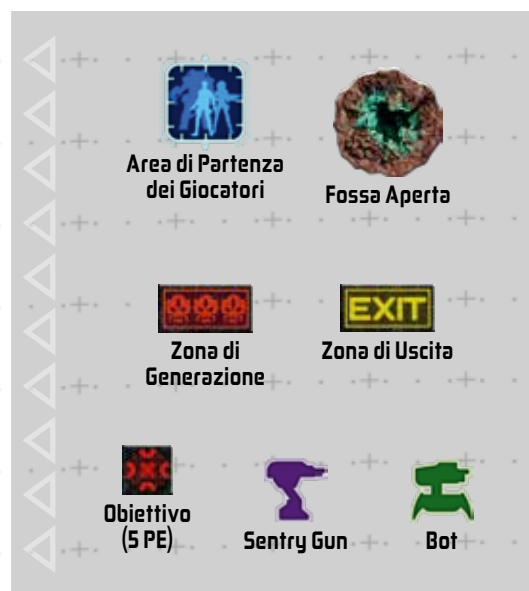 Area di Partenza
dei Giocatori
Fossa Aperta
EXIT
Zona di
Generazione
Zona di Uscita
Obiettivo
(5 PE)
Sentry Gun
Bot